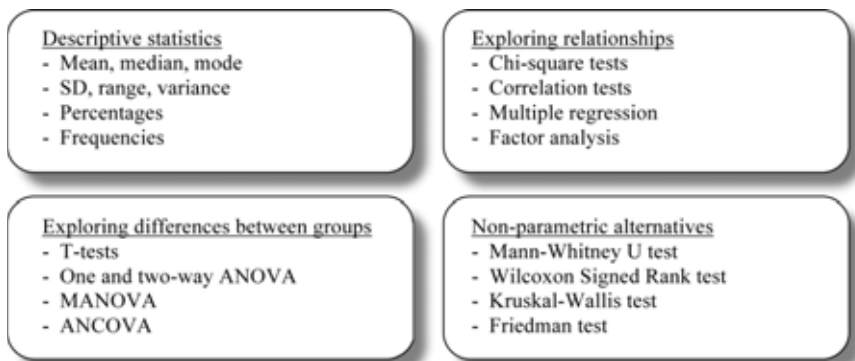 Descriptive statistics
- Mean, median, mode
- SD, range, variance
- Percentages
- Frequencies
Exploring relationships
- Chi-square tests
- Correlation tests
- Multiple regression
- Factor analysis
Exploring differences between groups
- T-tests
- One and two-way ANOVA
- MANOVA
- ANCOVA
Non-parametric alternatives
- Mann-Whitney U test
- Wilcoxon Signed Rank test
- Kruskal-Wallis test
- Friedman test